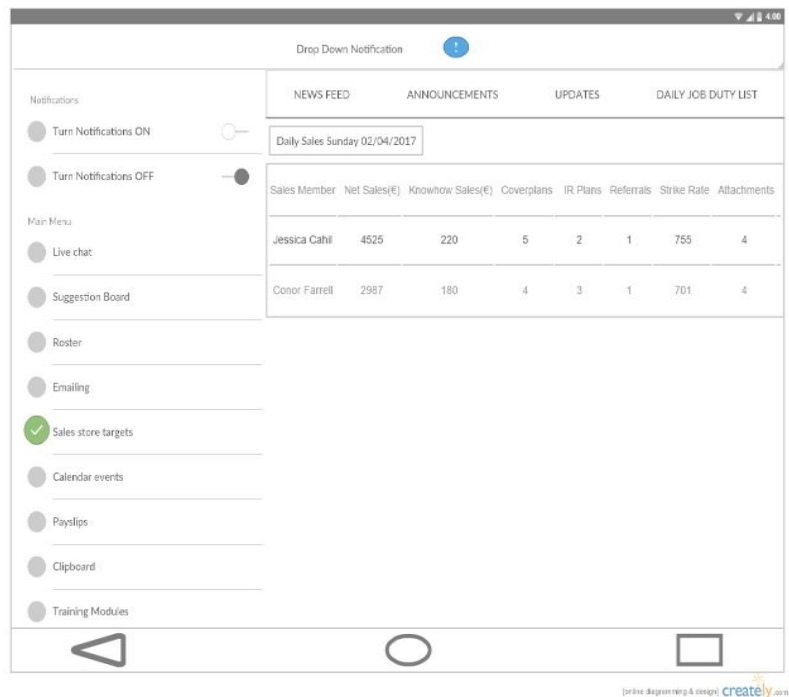 4.00
Drop Down Notification !
Notifications
Turn Notifications ON
Turn Notifications OFF
Main Menu
Live chat
Suggestion Board
Roster
Emailing
Sales store targets
Calendar events
Payslips
Clipboard
Training Modules
NEWS FEED ANNOUNCEMENTS UPDATES DAILY JOB DUTY LIST
Daily Sales Sunday 02/04/2017
Sales Member Net Sales(€) Knowhow Sales(€) Coverplans IR Plans Referrals Strike Rate Attachments
Jessica Cahil 4525 220 5 2 1 755 4
Conor Farrell 2987 180 4 3 1 701 4
[online diagramming & design] creately.com